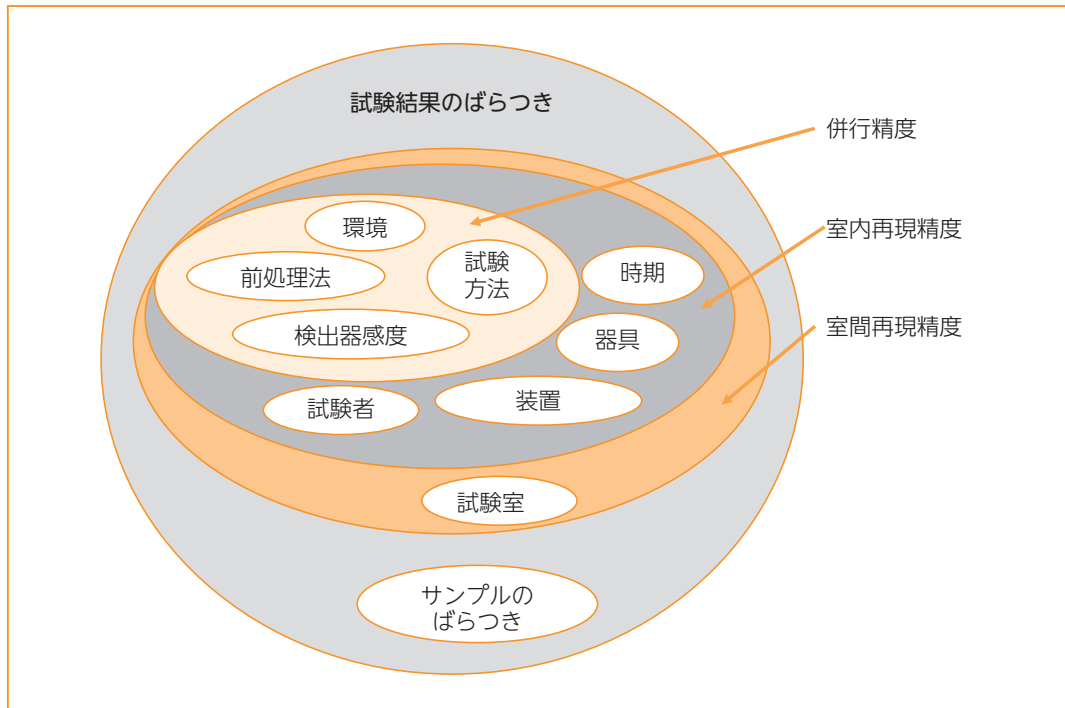 試験結果のばらつき
併行精度
環境
室内再現精度
試験
方法
前処理法
時期
検出器感度
器具
室間再現精度
試験者
装置
試験室
サンプルの
ばらつき